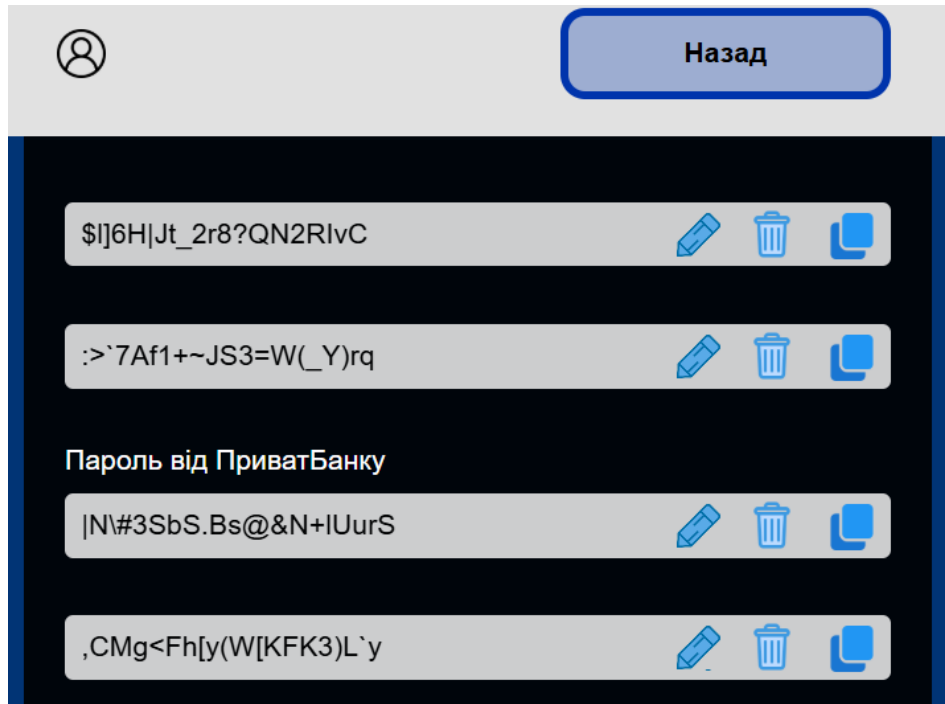 Назад
$l]6H|Jt_2r8?QN2RIvC
:>`7Af1+~JS3=W(_Y)rq
Пароль від ПриватБанку
|N\#3SbS.Bs@&N+lUurS
,CMg<Fh[y(W[KFK3)L`y